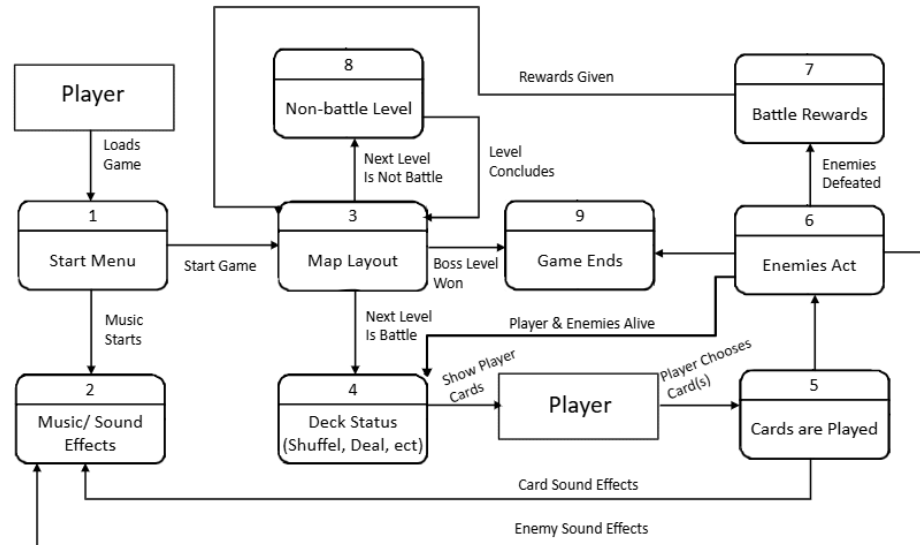 8
Non-battle Level
Rewards Given
7
Battle Rewards
Player
Loads
Game
Next Level
Is Not Battle
Level
Concludes
Enemies
Defeated
1
Start Menu
Start Game
3
Map Layout
Boss Level
Won
9
Game Ends
6
Enemies Act
Music
Starts
Next Level
Is Battle
Player & Enemies Alive
2
Music/ Sound
Effects
4
Deck Status
(Shuffel, Deal, ect)
Show Player
Cards
Player
Player Chooses
Card(s)
5
Cards are Played
Card Sound Effects
Enemy Sound Effects